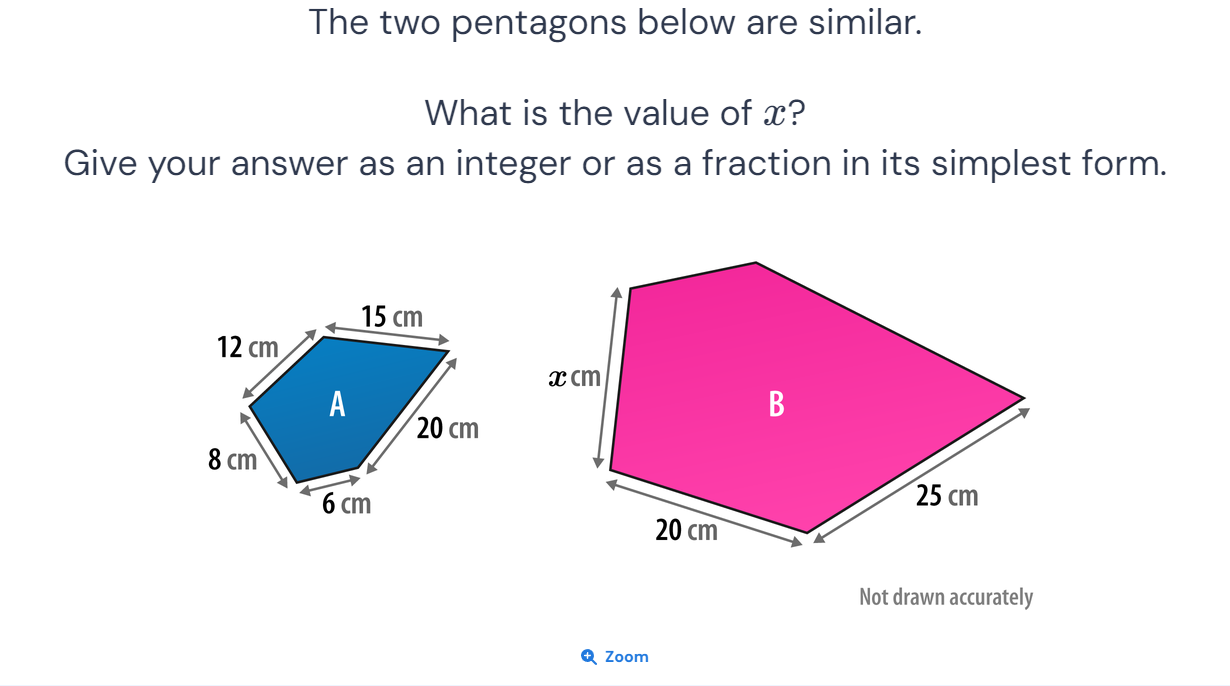 The two pentagons below are similar.
What is the value of x?
Give your answer as an integer or as a fraction in its simplest form.
15 cm
12 cm
A
20 cm
8 cm
6 cm
x cm
B
25 cm
20 cm
Not drawn accurately
Zoom